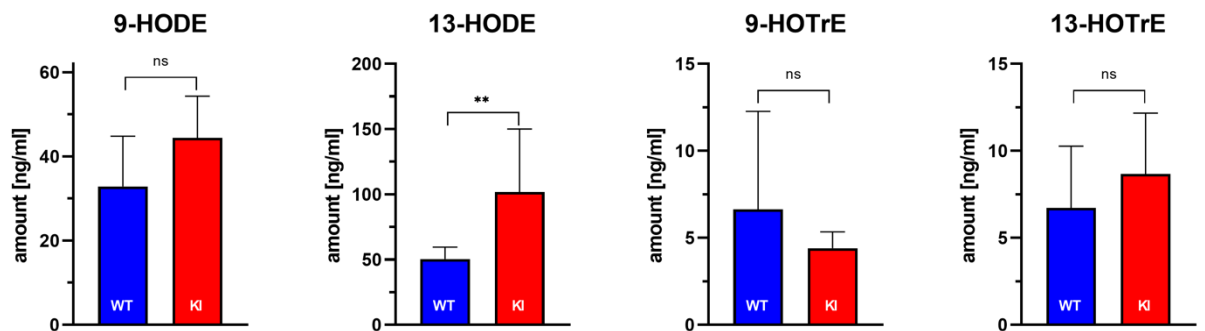 9-HODE
ns
60
40
20
0
amount [ng/ml]
WT
KI
13-HODE
**
200
150
100
50
0
amount [ng/ml]
WT
KI
9-HOTrE
ns
15
10
5
0
amount [ng/ml]
WT
KI
13-HOTrE
ns
15
10
5
0
amount [ng/ml]
WT
KI